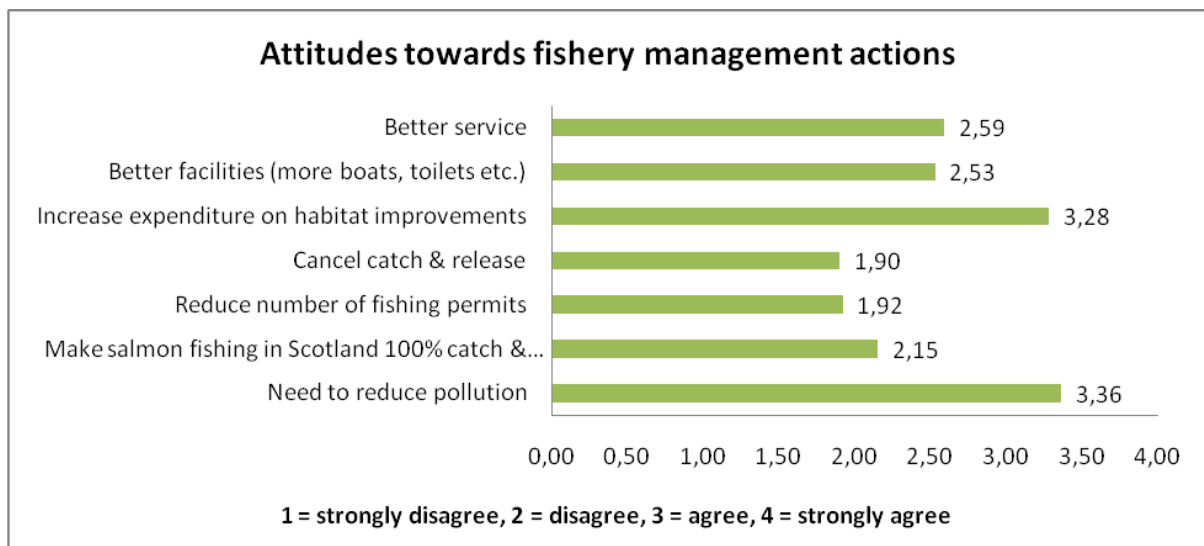 Attitudes towards fishery management actions
Better service 2,59
Better facilities (more boats, toilets etc.) 2,53
Increase expenditure on habitat improvements 3,28
Cancel catch & release 1,90
Reduce number of fishing permits 1,92
Make salmon fishing in Scotland 100% catch &... 2,15
Need to reduce pollution 3,36
0,00 0,50 1,00 1,50 2,00 2,50 3,00 3,50 4,00
1 = strongly disagree, 2 = disagree, 3 = agree, 4 = strongly agree